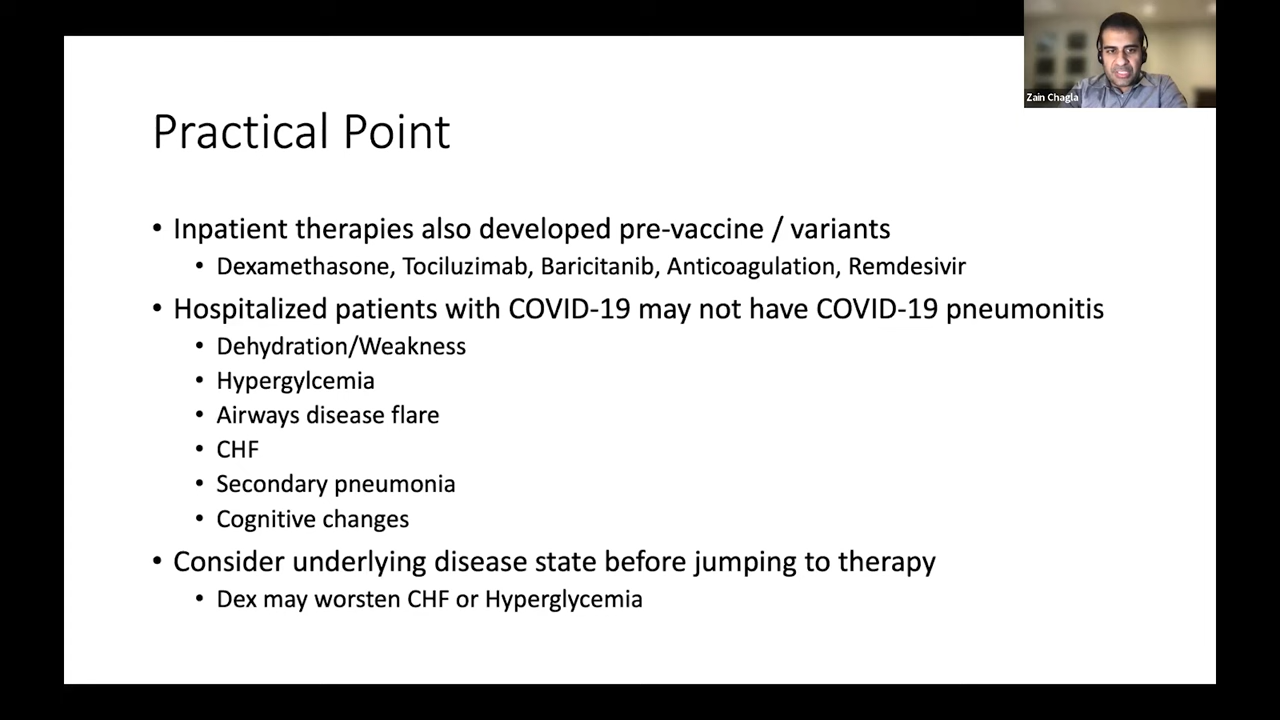 Zain Chagla
Practical Point
• Inpatient therapies also developed pre-vaccine / variants
• Dexamethasone, Tociluzimab, Baricitanib, Anticoagulation, Remdesivir
• Hospitalized patients with COVID-19 may not have COVID-19 pneumonitis
• Dehydration/Weakness
• Hypergylcemia
• Airways disease flare
• CHF
• Secondary pneumonia
• Cognitive changes
• Consider underlying disease state before jumping to therapy
• Dex may worsen CHF or Hyperglycemia